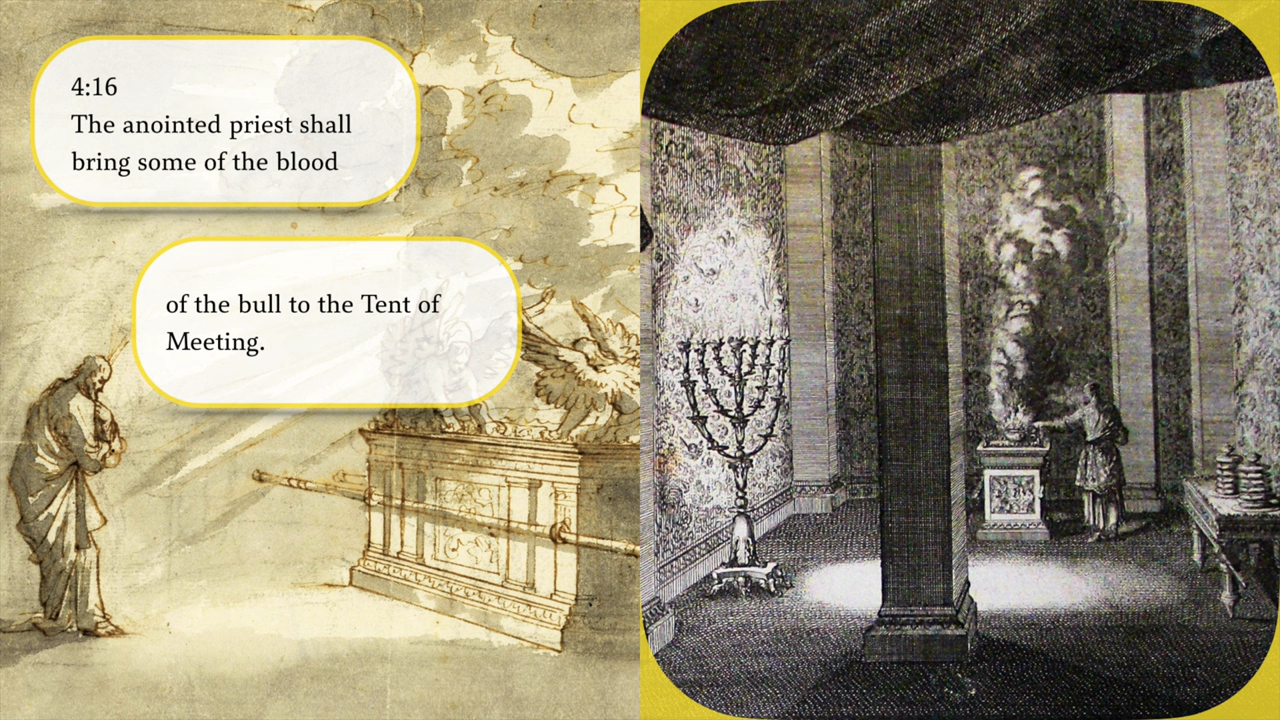 4:16
The anointed priest shall
bring some of the blood
of the bull to the Tent of
Meeting.